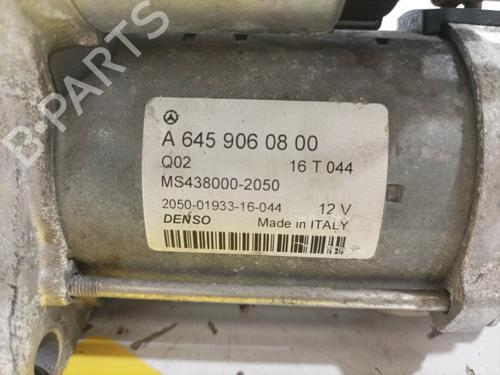 A 645 906 08 00
Q02 16 T 044
MS438000-2050
2050-01933-16-044 12 V
DENSO Made in ITALY
B-PARTS